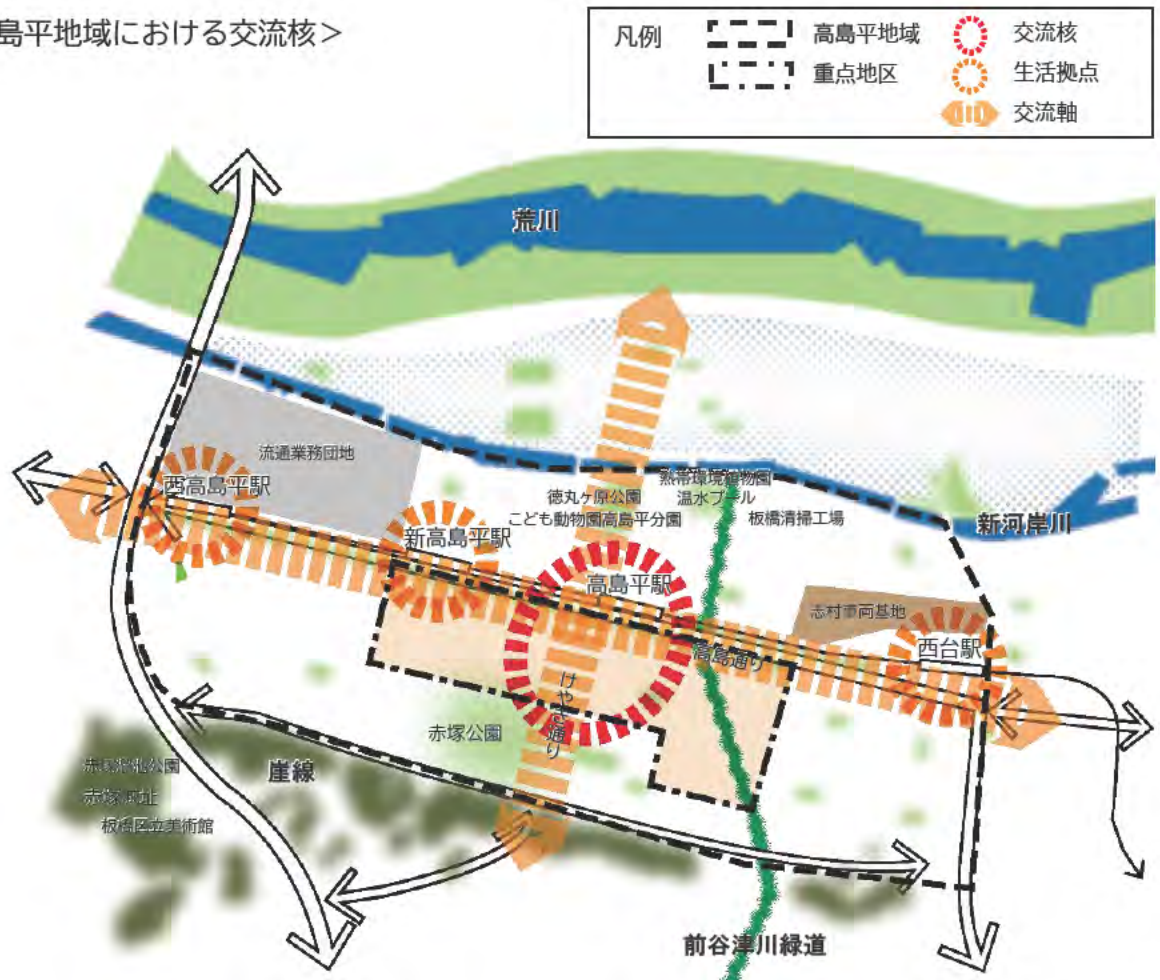 島平地域における交流核＞
凡例
高島平地域
交流核
重点地区
生活拠点
交流軸
荒川
流通業務団地
西高島平駅
熱帯環境植物園
徳丸ヶ原公園
温水プール
こども動物園高島平分園
板橋清掃工場
新河岸川
新高島平駅
高島平駅
志村車両基地
西台駅
高島通り
けやき通り
赤塚公園
崖線
赤塚溜池公園
赤塚城址
板橋区立美術館
前谷津川緑道